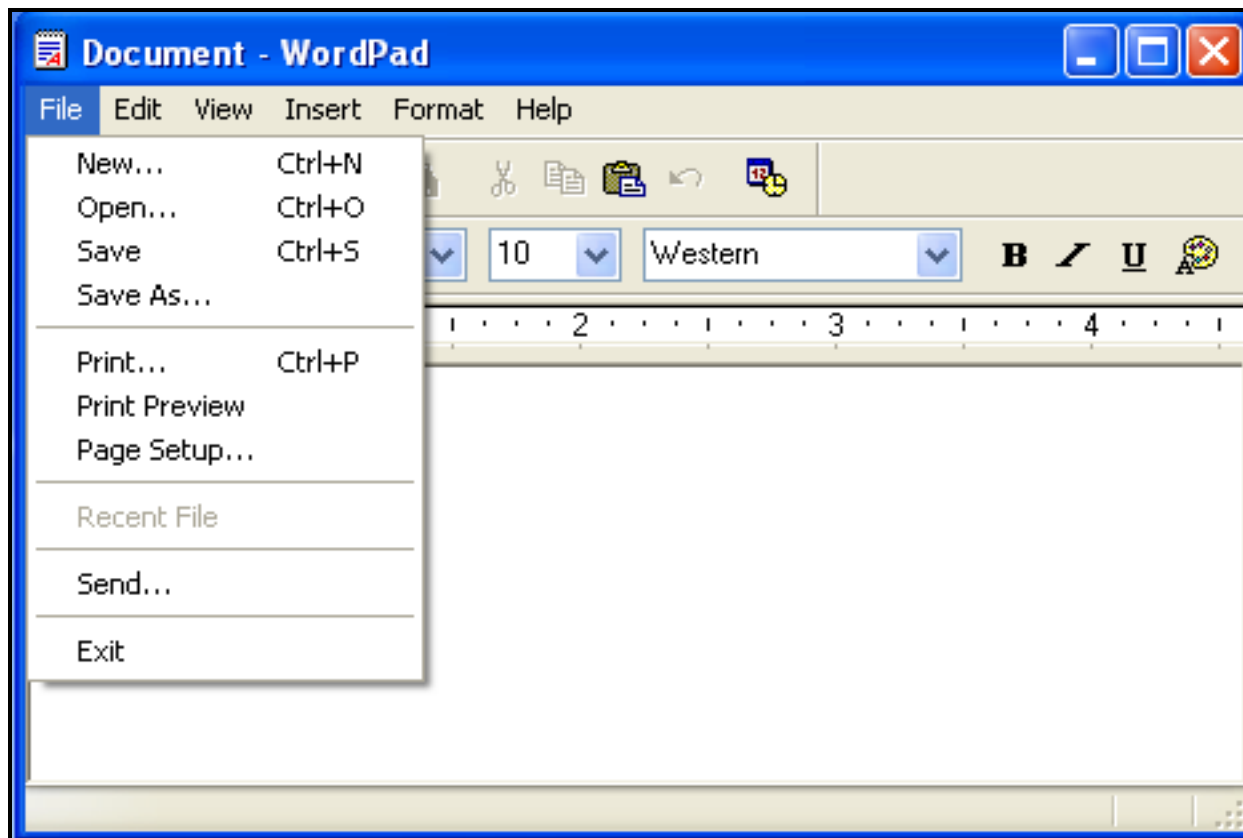 Document - WordPad
File Edit View Insert Format Help
New... Ctrl+N
Open... Ctrl+O
Save Ctrl+S
Save As...
Print... Ctrl+P
Print Preview
Page Setup...
Recent File
Send...
Exit
12
10 Western B I U A
2 3 4